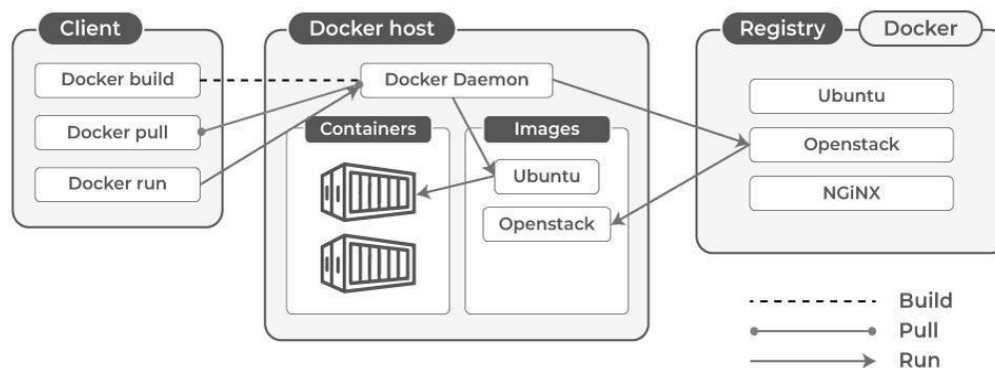 Client
Docker build
Docker pull
Docker run
Docker host
Docker Daemon
Containers
Images
Ubuntu
Openstack
Registry
Docker
Ubuntu
Openstack
NGiNX
Build
Pull
Run